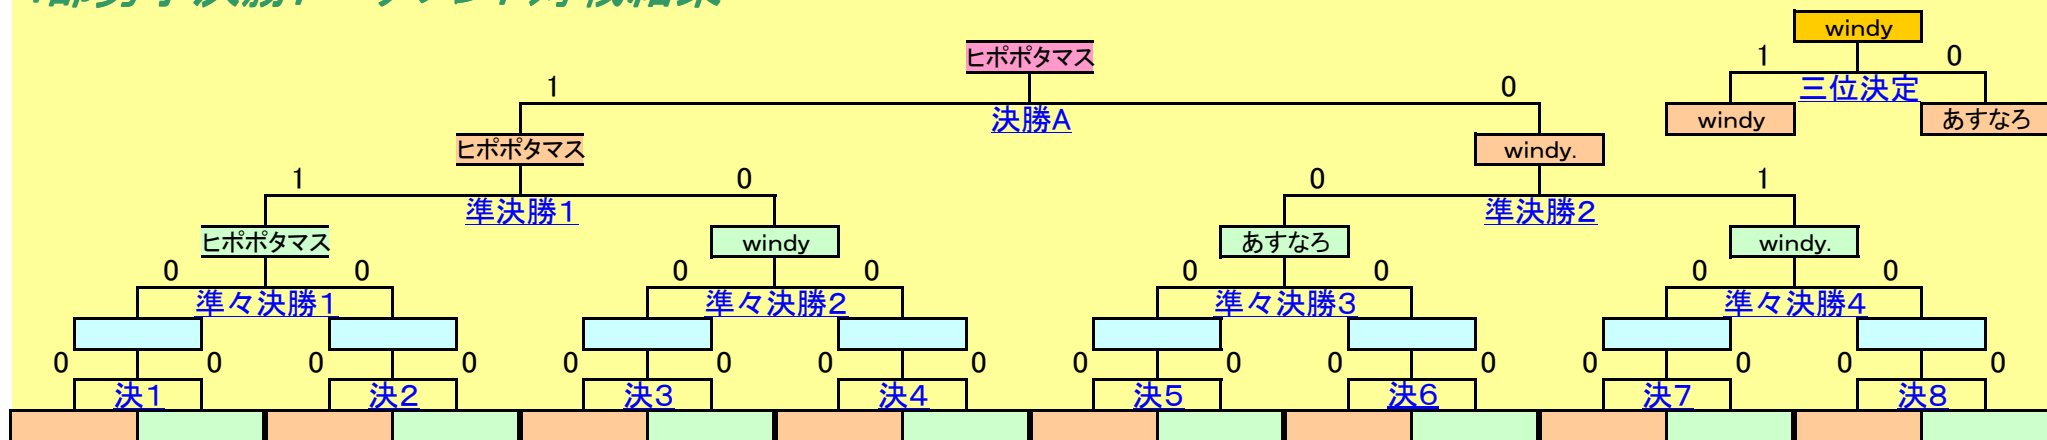 windy
ヒポポタマス
1 0
1 0
三位決定
決勝A
windy あすなろ
ヒポポタマス windy.
1 0 0 1
準決勝1 準決勝2
ヒポポタマス windy あすなろ windy.
0 0 0 0 0 0 0 0
準々決勝1 準々決勝2 準々決勝3 準々決勝4
0 0 0 0 0 0 0 0 0 0 0 0 0 0 0 0
決1 決2 決3 決4 決5 決6 決7 決8